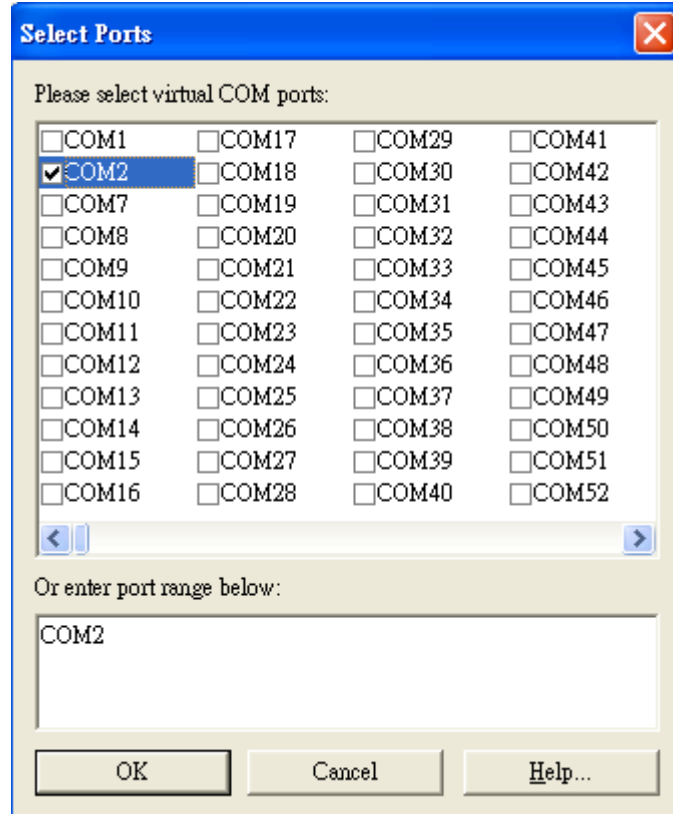 Select Ports
Please select virtual COM ports:
COM1 COM17 COM29 COM41
COM2 COM18 COM30 COM42
COM7 COM19 COM31 COM43
COM8 COM20 COM32 COM44
COM9 COM21 COM33 COM45
COM10 COM22 COM34 COM46
COM11 COM23 COM35 COM47
COM12 COM24 COM36 COM48
COM13 COM25 COM37 COM49
COM14 COM26 COM38 COM50
COM15 COM27 COM39 COM51
COM16 COM28 COM40 COM52
Or enter port range below:
COM2
OK Cancel Help...